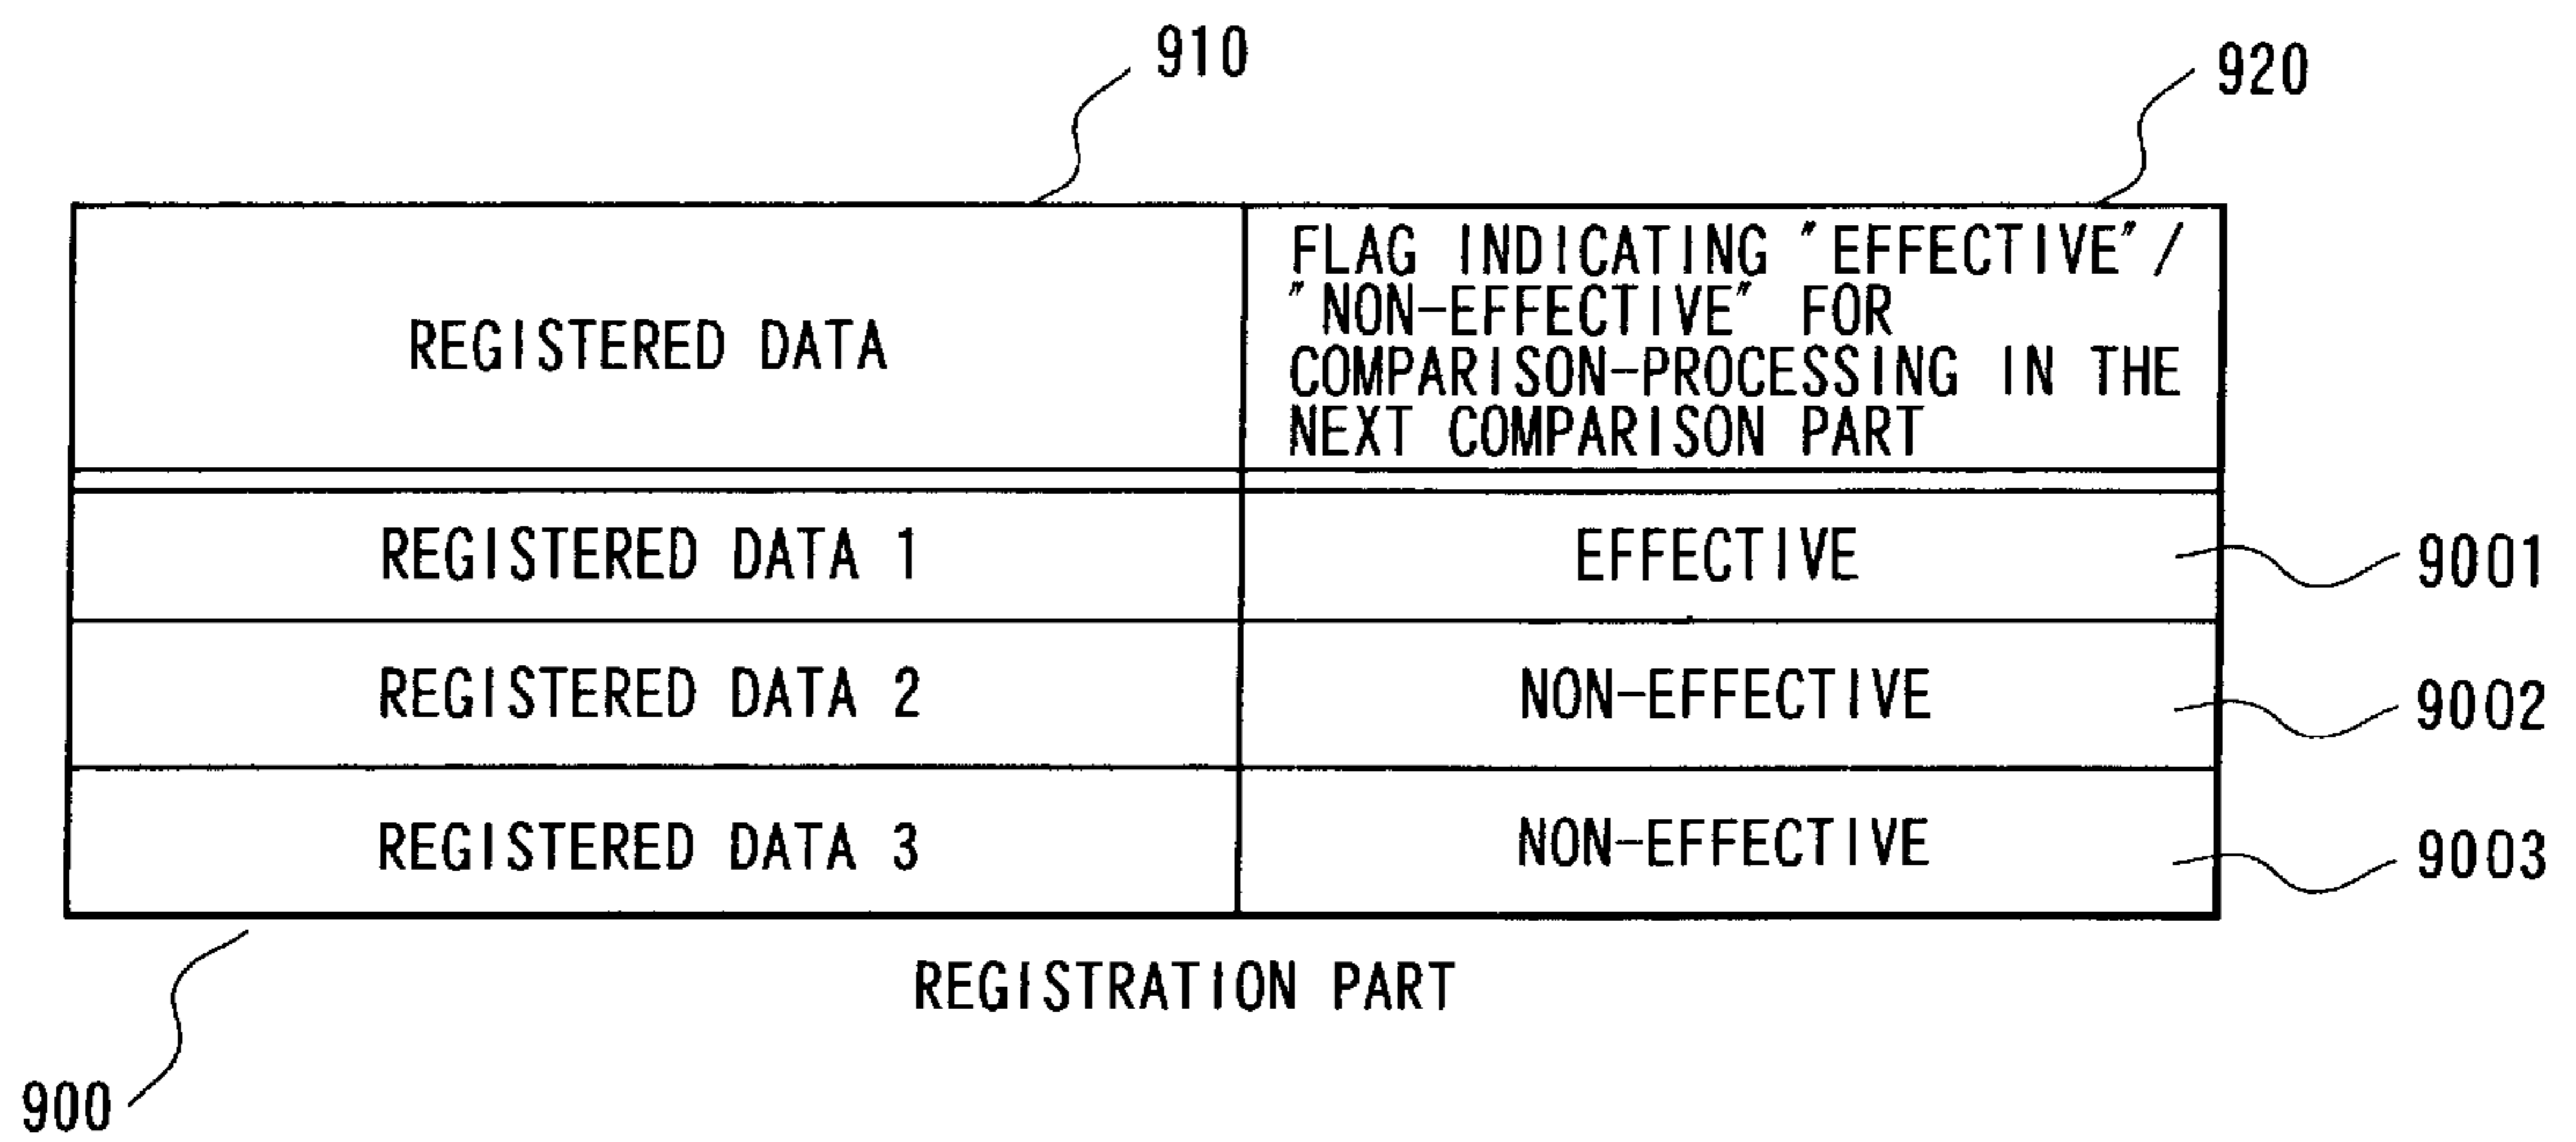 910
920
REGISTERED DATA
FLAG INDICATING "EFFECTIVE"/
"NON-EFFECTIVE" FOR
COMPARISON-PROCESSING IN THE
NEXT COMPARISON PART
REGISTERED DATA 1
EFFECTIVE
9001
REGISTERED DATA 2
NON-EFFECTIVE
9002
REGISTERED DATA 3
NON-EFFECTIVE
9003
REGISTRATION PART
900